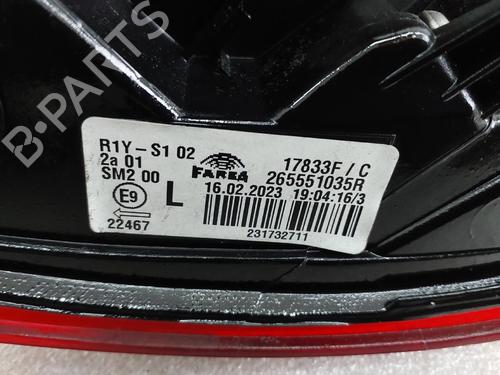 R1Y-S1 02
2a 01
SM2 00
E9
22467
L
FARBA
17833F / C
265551035R
16.02.2023 19:04:16/3
231732711
B-PARTS